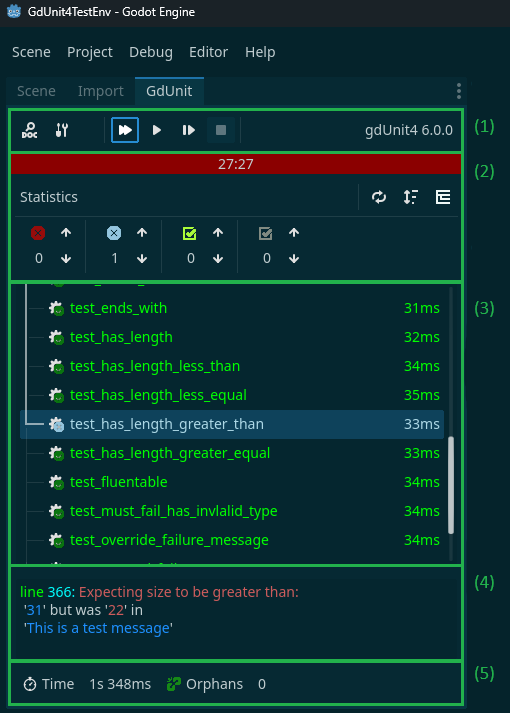 GdUnit4TestEnv - Godot Engine
Scene Project Debug Editor Help
Scene Import GdUnit
DOC gdUnit4 6.0.0 (1)
27:27 (2)
Statistics
0 1 0 0
test_ends_with 31ms (3)
test_has_length 32ms
test_has_length_less_than 34ms
test_has_length_less_equal 35ms
test_has_length_greater_than 33ms
test_has_length_greater_equal 33ms
test_fluentable 34ms
test_must_fail_has_invlalid_type 34ms
test_override_failure_message 34ms
line 366: Expecting size to be greater than: (4)
'31' but was '22' in
'This is a test message'
Time 1s 348ms Orphans 0 (5)